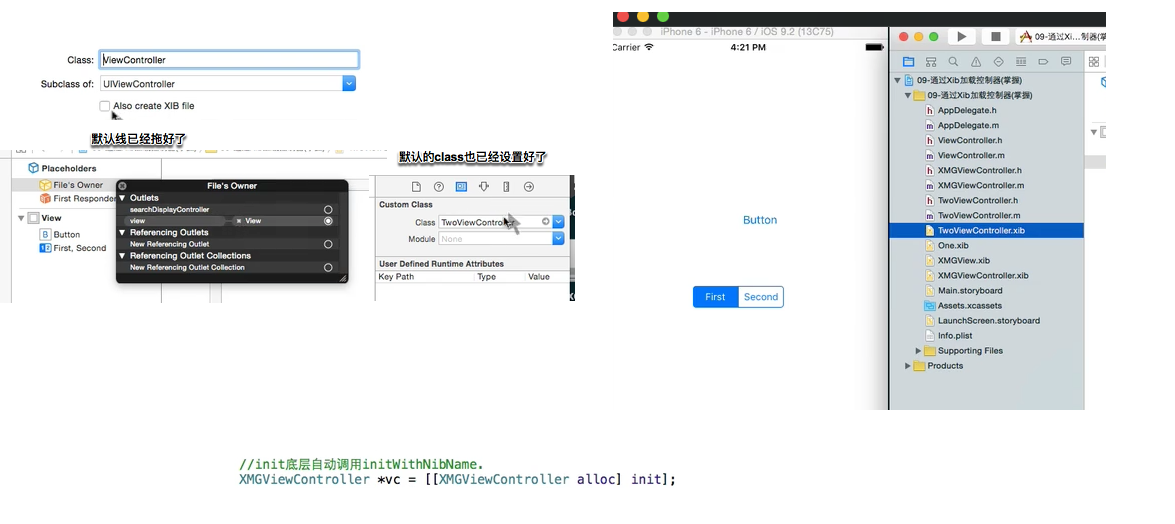 Class: ViewController
Subclass of: UIViewController
Also create XIB file
默认线已经拖好了
Placeholders
File's Owner
First Responder
View
Button
First, Second
File's Owner
Outlets
searchDisplayController
view View
Referencing Outlets
New Referencing Outlet
Referencing Outlet Collections
New Referencing Outlet Collection
默认的class也已经设置好了
Custom Class
Class TwoViewController
Module None
User Defined Runtime Attributes
Key Path Type Value
iPhone 6 - iPhone 6 / iOS 9.2 (13C75)
Carrier 4:21 PM
Button
First Second
09-通过Xi...制器(掌
09-通过Xib加载控制器(掌握)
09-通过Xib加载控制器(掌握)
AppDelegate.h
AppDelegate.m
ViewController.h
ViewController.m
XMGViewController.h
XMGViewController.m
TwoViewController.h
TwoViewController.m
TwoViewController.xib
One.xib
XMGView.xib
XMGViewController.xib
Main.storyboard
Assets.xcassets
LaunchScreen.storyboard
Info.plist
Supporting Files
Products
//init底层自动调用initWithNibName.
XMGViewController *vc = [[XMGViewController alloc] init];